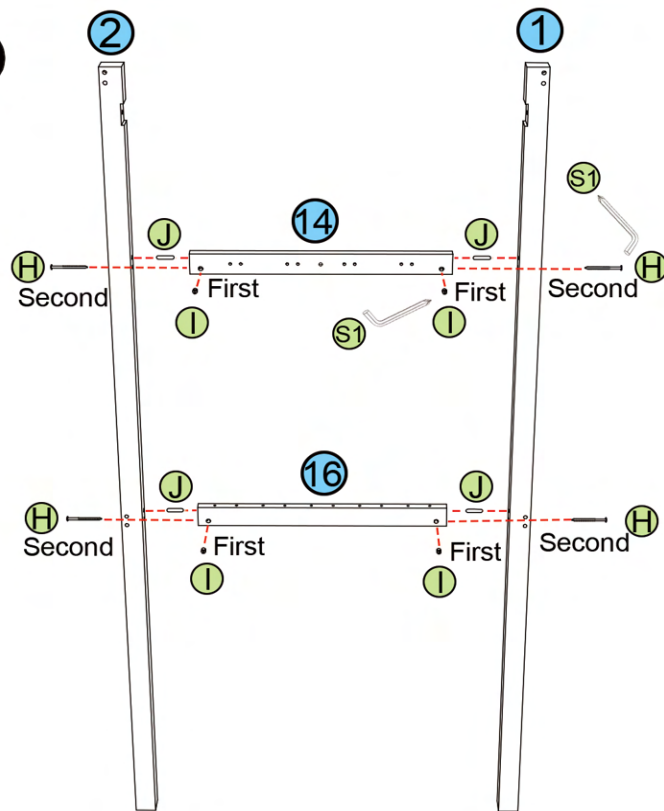 2 1
S1
14
J J
H H
Second First First Second
I S1 I
16
J J
H H
Second First First Second
I I